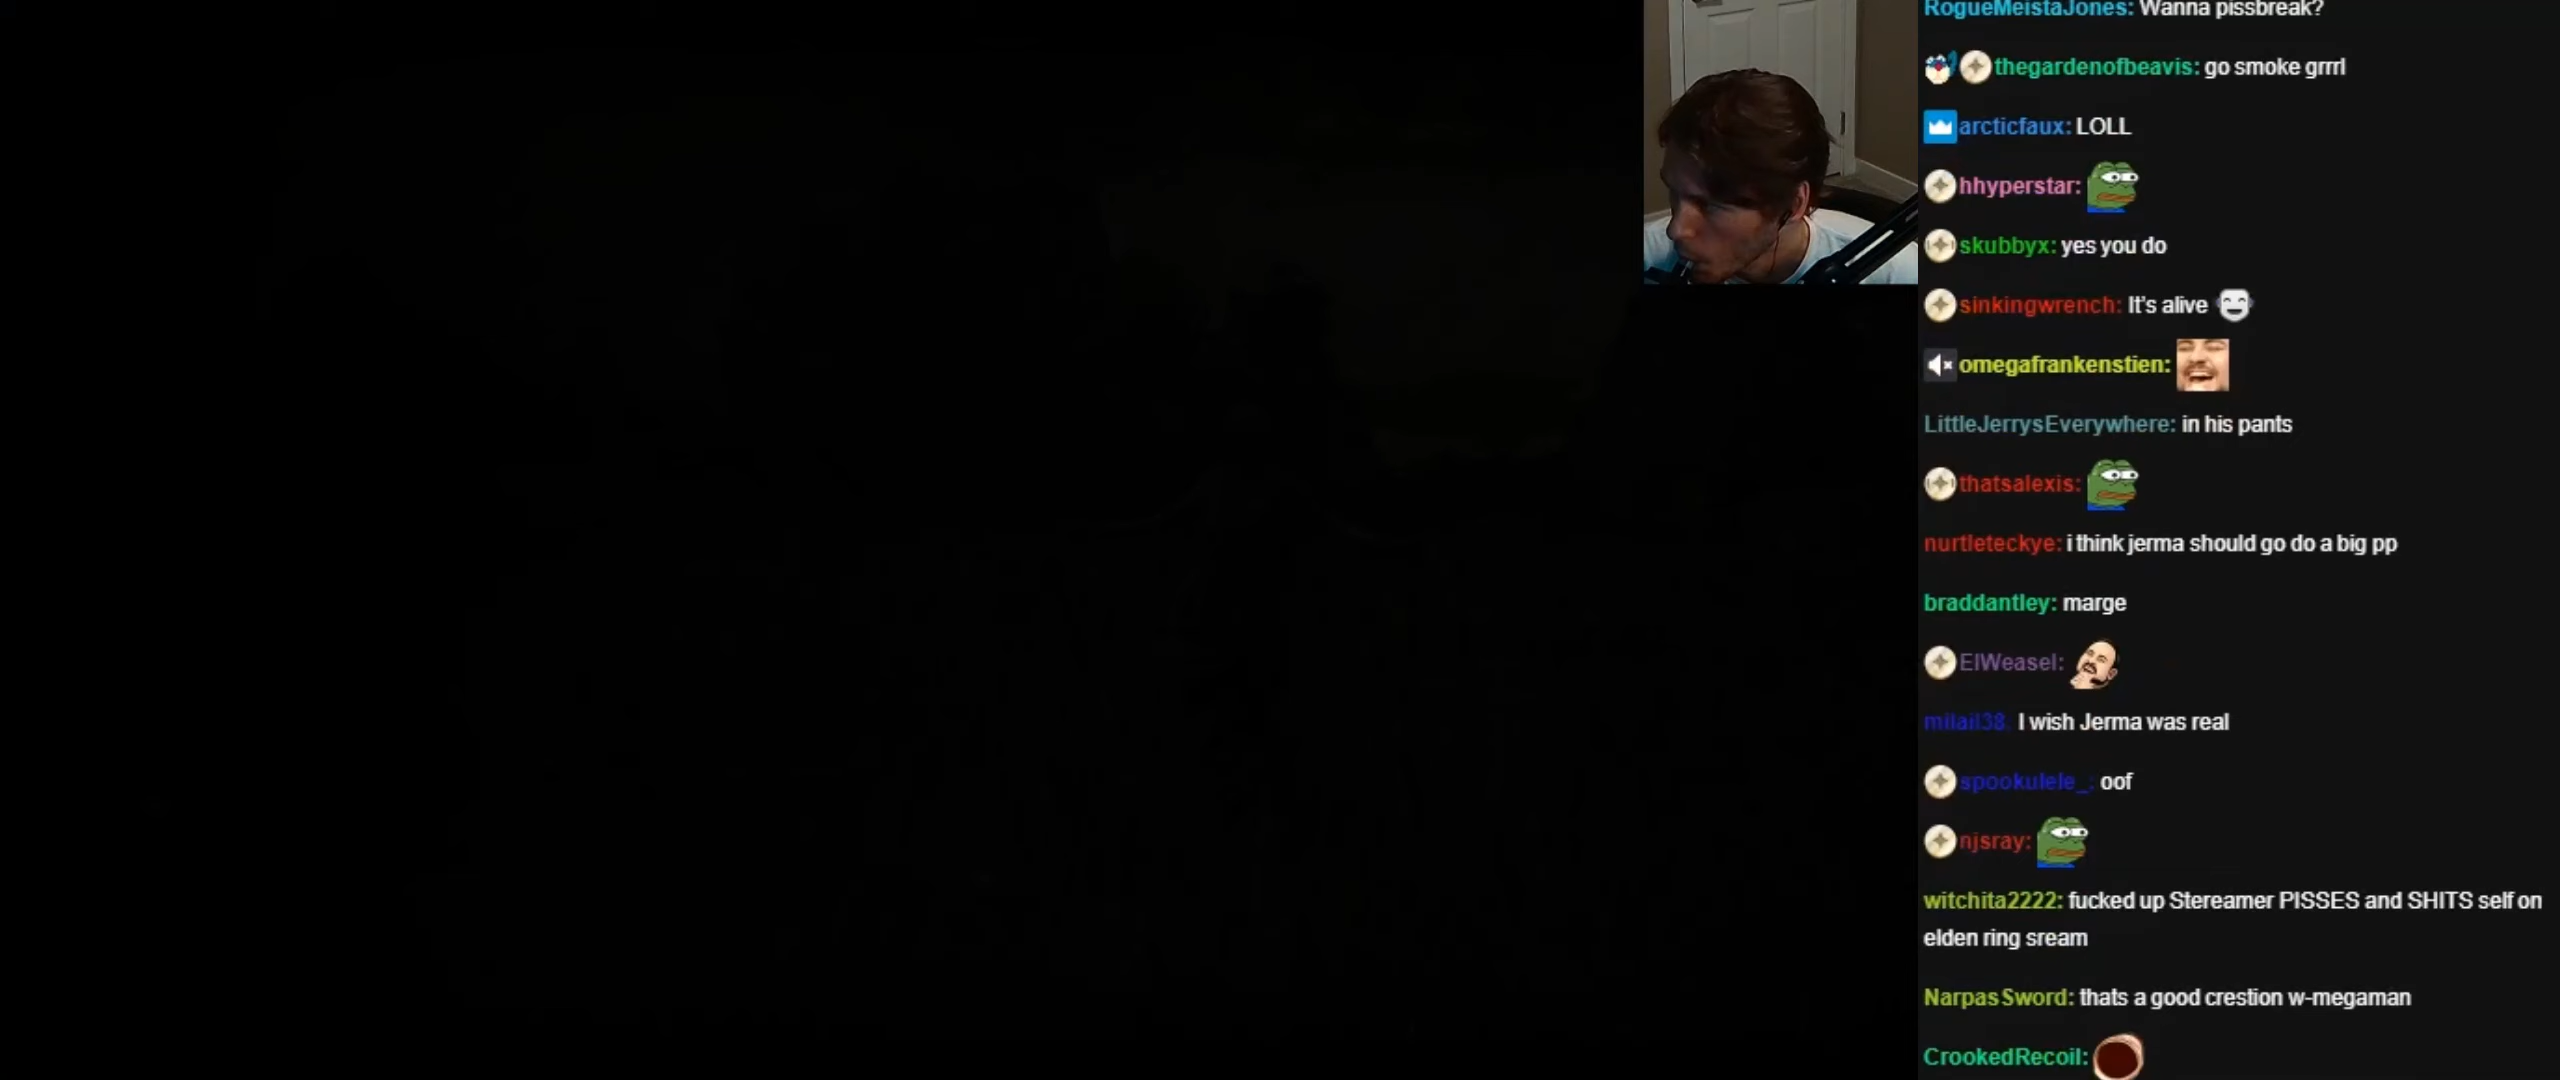 RogueMeistaJones: Wanna pissbreak?
thegardenofbeavis: go smoke grrrl
arcticfaux: LOLL
hhyperstar:
skubbyx: yes you do
sinkingwrench: It's alive
omegafrankenstien:
LittleJerrysEverywhere: in his pants
thatsalexis:
nurtleteckye: i think jerma should go do a big pp
braddantley: marge
ElWeasel:
milail38: I wish Jerma was real
spookulele_: oof
njsray:
witchita2222: fucked up Stereamer PISSES and SHITS self on
elden ring sream
NarpasSword: thats a good crestion w-megaman
CrookedRecoil: